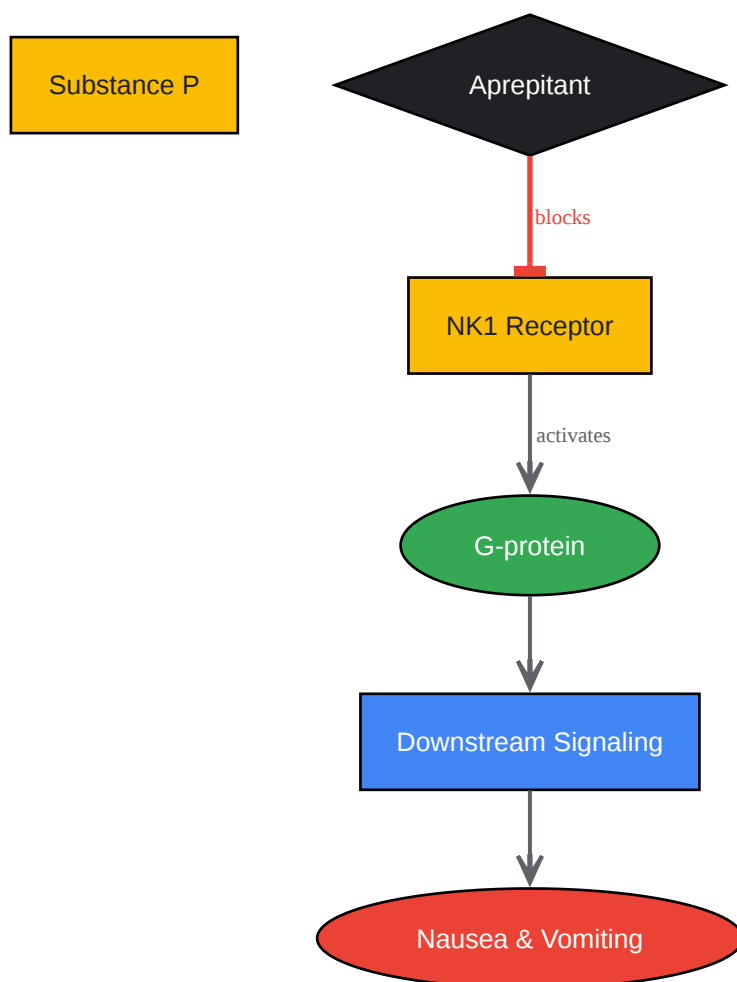 Substance P
Aprepitant
blocks
NK1 Receptor
activates
G-protein
Downstream Signaling
Nausea & Vomiting